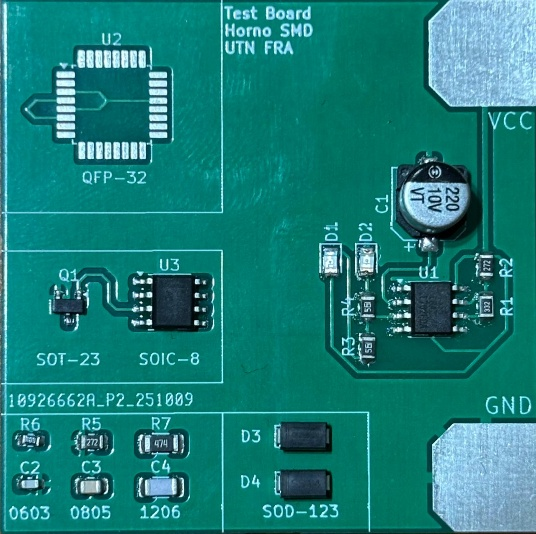 Test Board
Horno SMD
UTN FRA
U2
QFP-32
VCC
C1
220
10V
VT
+
D1
D2
U1
R2
272
R1
332
R4
R3
Q1
U3
SOT-23
SOIC-8
10926662A_P2_251009
GND
R6
R5
R7
272
474
C2
C3
C4
0603
0805
1206
D3
D4
SOD-123